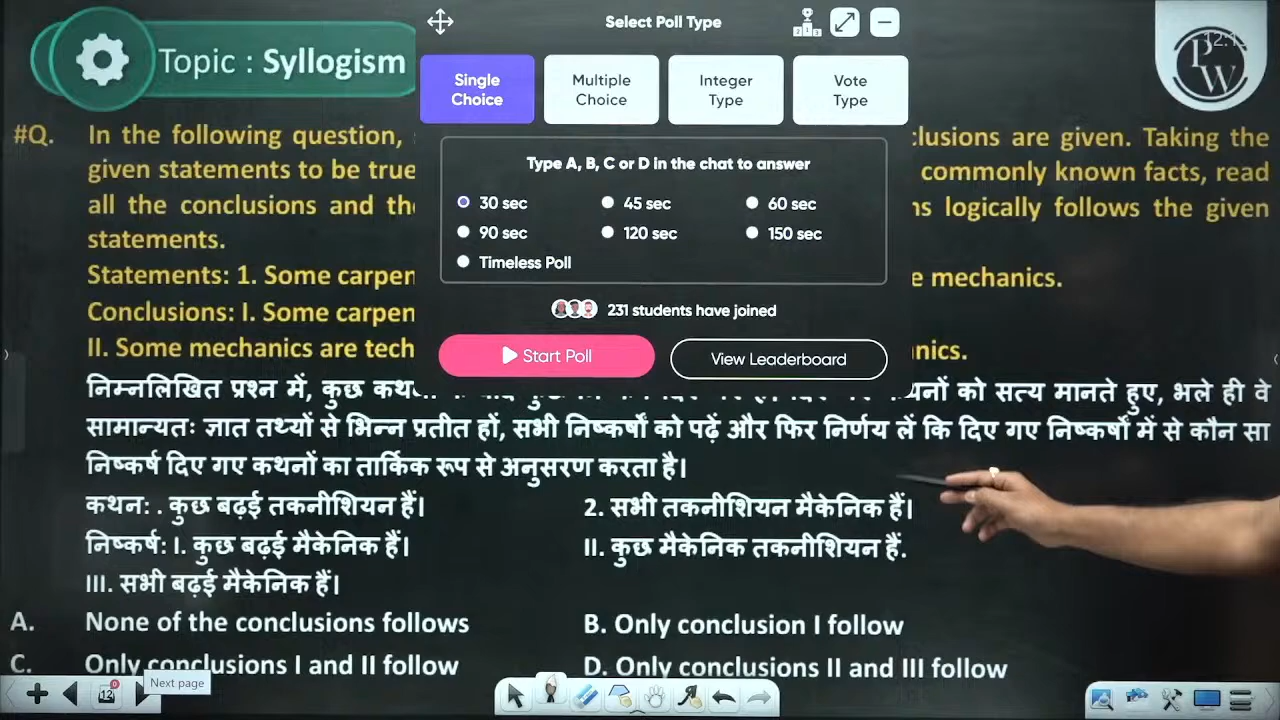 Topic : Syllogism
Select Poll Type
Single Choice
Multiple Choice
Integer Type
Vote Type
Type A, B, C or D in the chat to answer
30 sec 45 sec 60 sec
90 sec 120 sec 150 sec
Timeless Poll
231 students have joined
Start Poll View Leaderboard
PW
#Q. In the following question, clusions are given. Taking the
given statements to be true commonly known facts, read
all the conclusions and logically follows the given
statements.
Statements: 1. Some carpen e mechanics.
Conclusions: I. Some carpen
II. Some mechanics are tech nics.
निम्नलिखित प्रश्न में, कुछ को सत्य मानते हुए, भले ही वे
सामान्यतः ज्ञात तथ्यों से भिन्न प्रतीत हों, सभी निष्कर्षों को पढ़ें और फिर निर्णय लें कि दिए गए निष्कर्षों में से कौन सा
निष्कर्ष दिए गए कथनों का तार्किक रूप से अनुसरण करता है।
कथन: . कुछ बढ़ई तकनीशियन हैं। 2. सभी तकनीशियन मैकेनिक हैं।
निष्कर्ष: I. कुछ बढ़ई मैकेनिक हैं। II. कुछ मैकेनिक तकनीशियन हैं.
III. सभी बढ़ई मैकेनिक हैं।
A. None of the conclusions follows B. Only conclusion I follow
C. Only conclusions I and II follow D. Only conclusions II and III follow
Next page
12